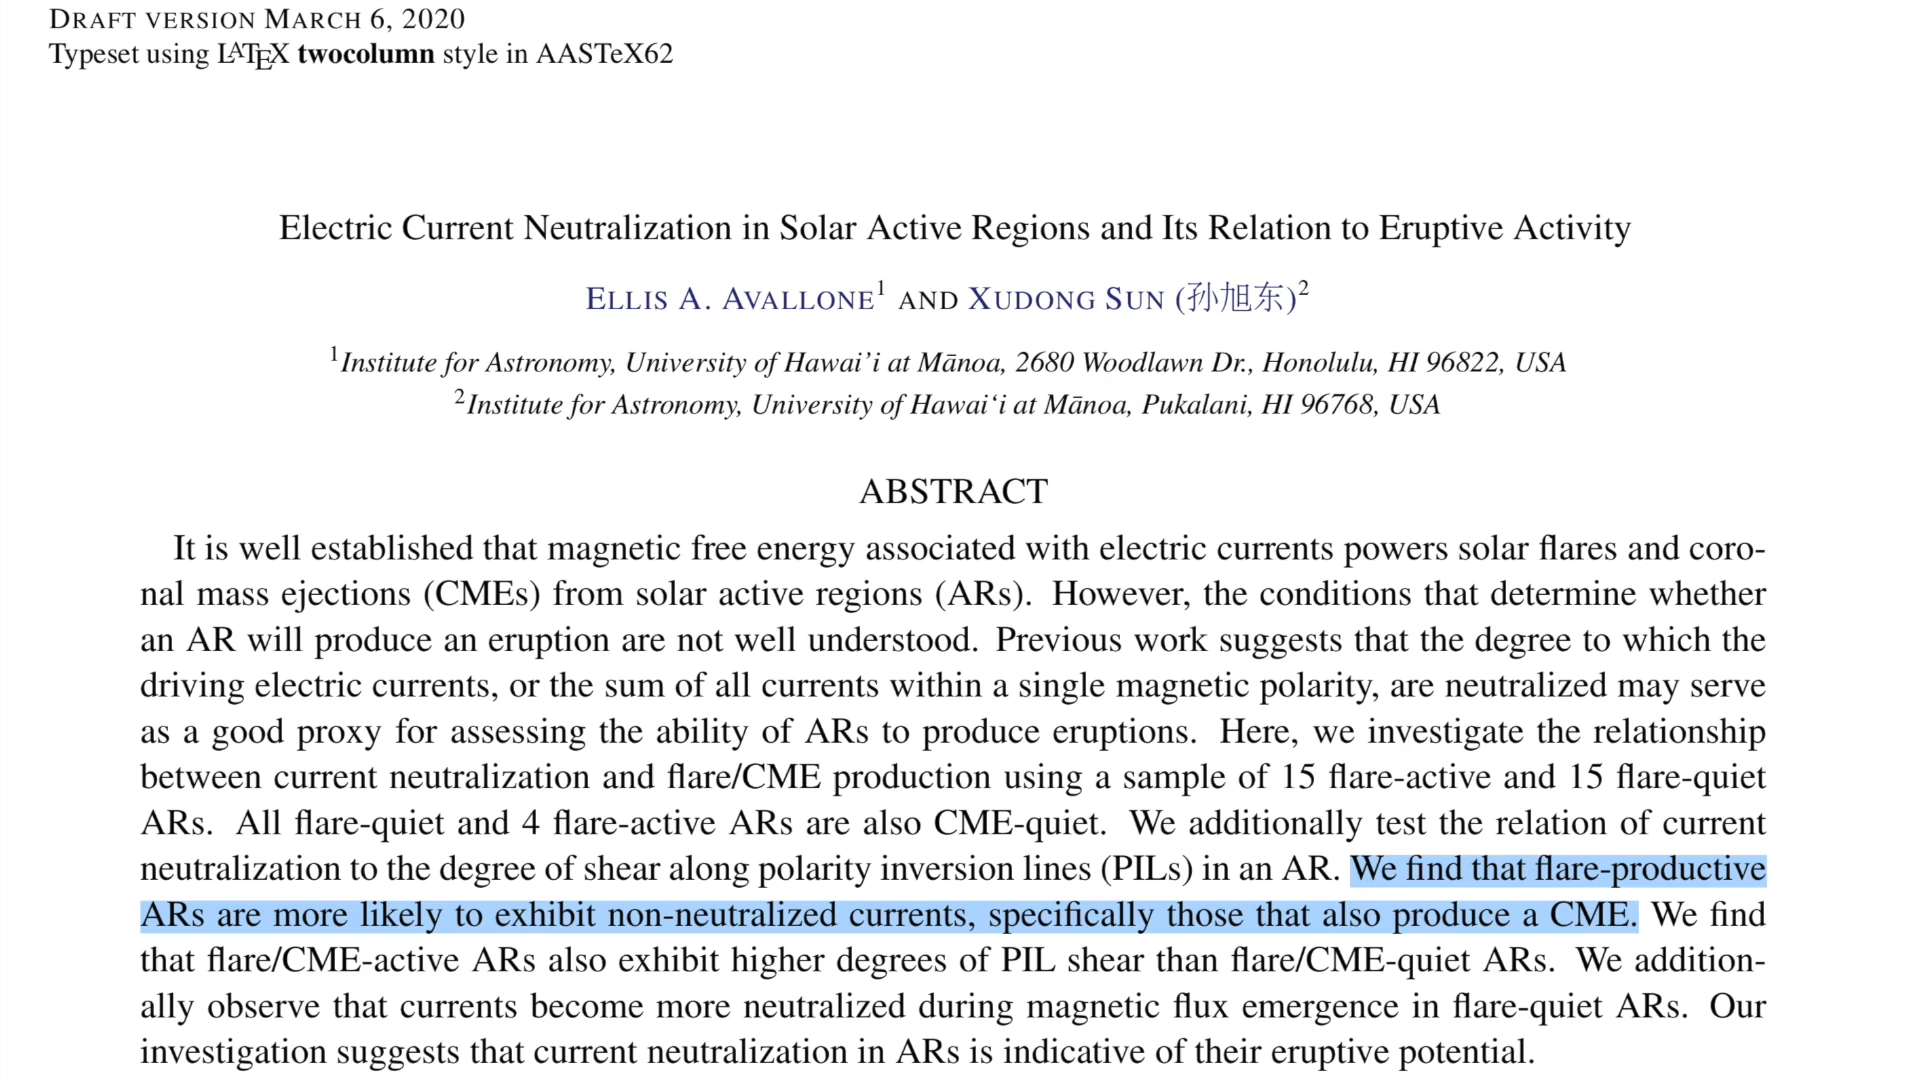 DRAFT VERSION MARCH 6, 2020
Typeset using LATEX twocolumn style in AASTeX62
Electric Current Neutralization in Solar Active Regions and Its Relation to Eruptive Activity
ELLIS A. AVALLONE1 AND XUDONG SUN (孙旭东)2
1Institute for Astronomy, University of Hawai’i at Mānoa, 2680 Woodlawn Dr., Honolulu, HI 96822, USA
2Institute for Astronomy, University of Hawai‘i at Mānoa, Pukalani, HI 96768, USA
ABSTRACT
It is well established that magnetic free energy associated with electric currents powers solar flares and coro-
nal mass ejections (CMEs) from solar active regions (ARs). However, the conditions that determine whether
an AR will produce an eruption are not well understood. Previous work suggests that the degree to which the
driving electric currents, or the sum of all currents within a single magnetic polarity, are neutralized may serve
as a good proxy for assessing the ability of ARs to produce eruptions. Here, we investigate the relationship
between current neutralization and flare/CME production using a sample of 15 flare-active and 15 flare-quiet
ARs. All flare-quiet and 4 flare-active ARs are also CME-quiet. We additionally test the relation of current
neutralization to the degree of shear along polarity inversion lines (PILs) in an AR. We find that flare-productive
ARs are more likely to exhibit non-neutralized currents, specifically those that also produce a CME. We find
that flare/CME-active ARs also exhibit higher degrees of PIL shear than flare/CME-quiet ARs. We addition-
ally observe that currents become more neutralized during magnetic flux emergence in flare-quiet ARs. Our
investigation suggests that current neutralization in ARs is indicative of their eruptive potential.